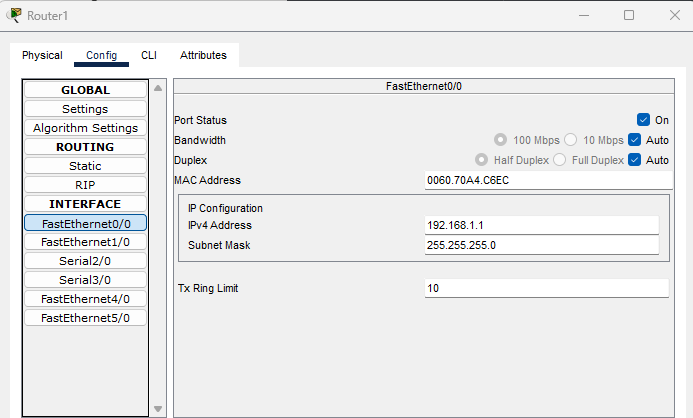 Router1
Physical Config CLI Attributes
GLOBAL
Settings
Algorithm Settings
ROUTING
Static
RIP
INTERFACE
FastEthernet0/0
FastEthernet1/0
Serial2/0
Serial3/0
FastEthernet4/0
FastEthernet5/0
FastEthernet0/0
Port Status On
Bandwidth 100 Mbps 10 Mbps Auto
Duplex Half Duplex Full Duplex Auto
MAC Address 0060.70A4.C6EC
IP Configuration
IPv4 Address 192.168.1.1
Subnet Mask 255.255.255.0
Tx Ring Limit 10